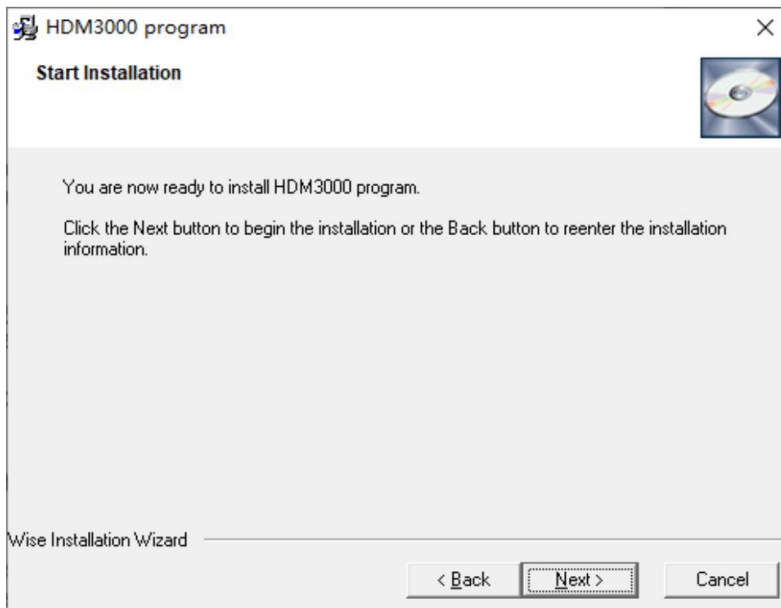 HDM3000 program
Start Installation
You are now ready to install HDM3000 program.
Click the Next button to begin the installation or the Back button to reenter the installation
information.
Wise Installation Wizard
< Back
Next >
Cancel